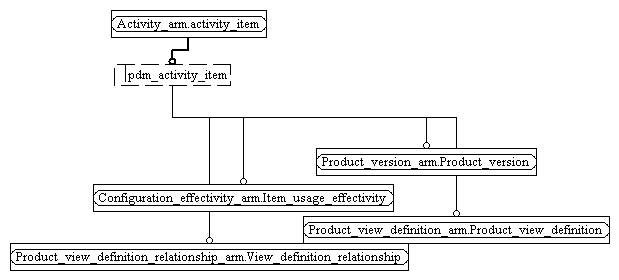 Activity_arm.activity_item
pdm_activity_item
Product_version_arm.Product_version
Configuration_effectivity_arm.Item_usage_effectivity
Product_view_definition_arm.Product_view_definition
Product_view_definition_relationship_arm.View_definition_relationship